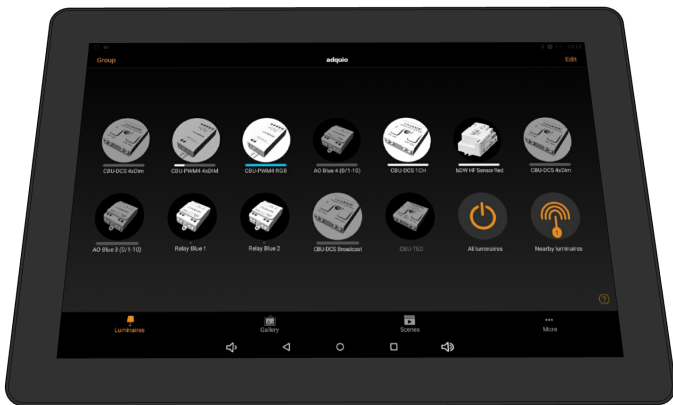 Group
adquio
Edit
CBU-DCS 4xDim
CBU-PWM4 4xDIM
CBU-PWM4 RGB
AO Blue 4 (0/1-10)
CBU-DCS 1CH
bDW HF Sensor Red
CBU-DCS 4xDim
AO Blue 3 (0/1-10)
Relay Blue 1
Relay Blue 2
CBU-DCS Broadcast
CBU-TED
All luminaires
Nearby luminaires
?
Luminaires
Gallery
Scenes
More